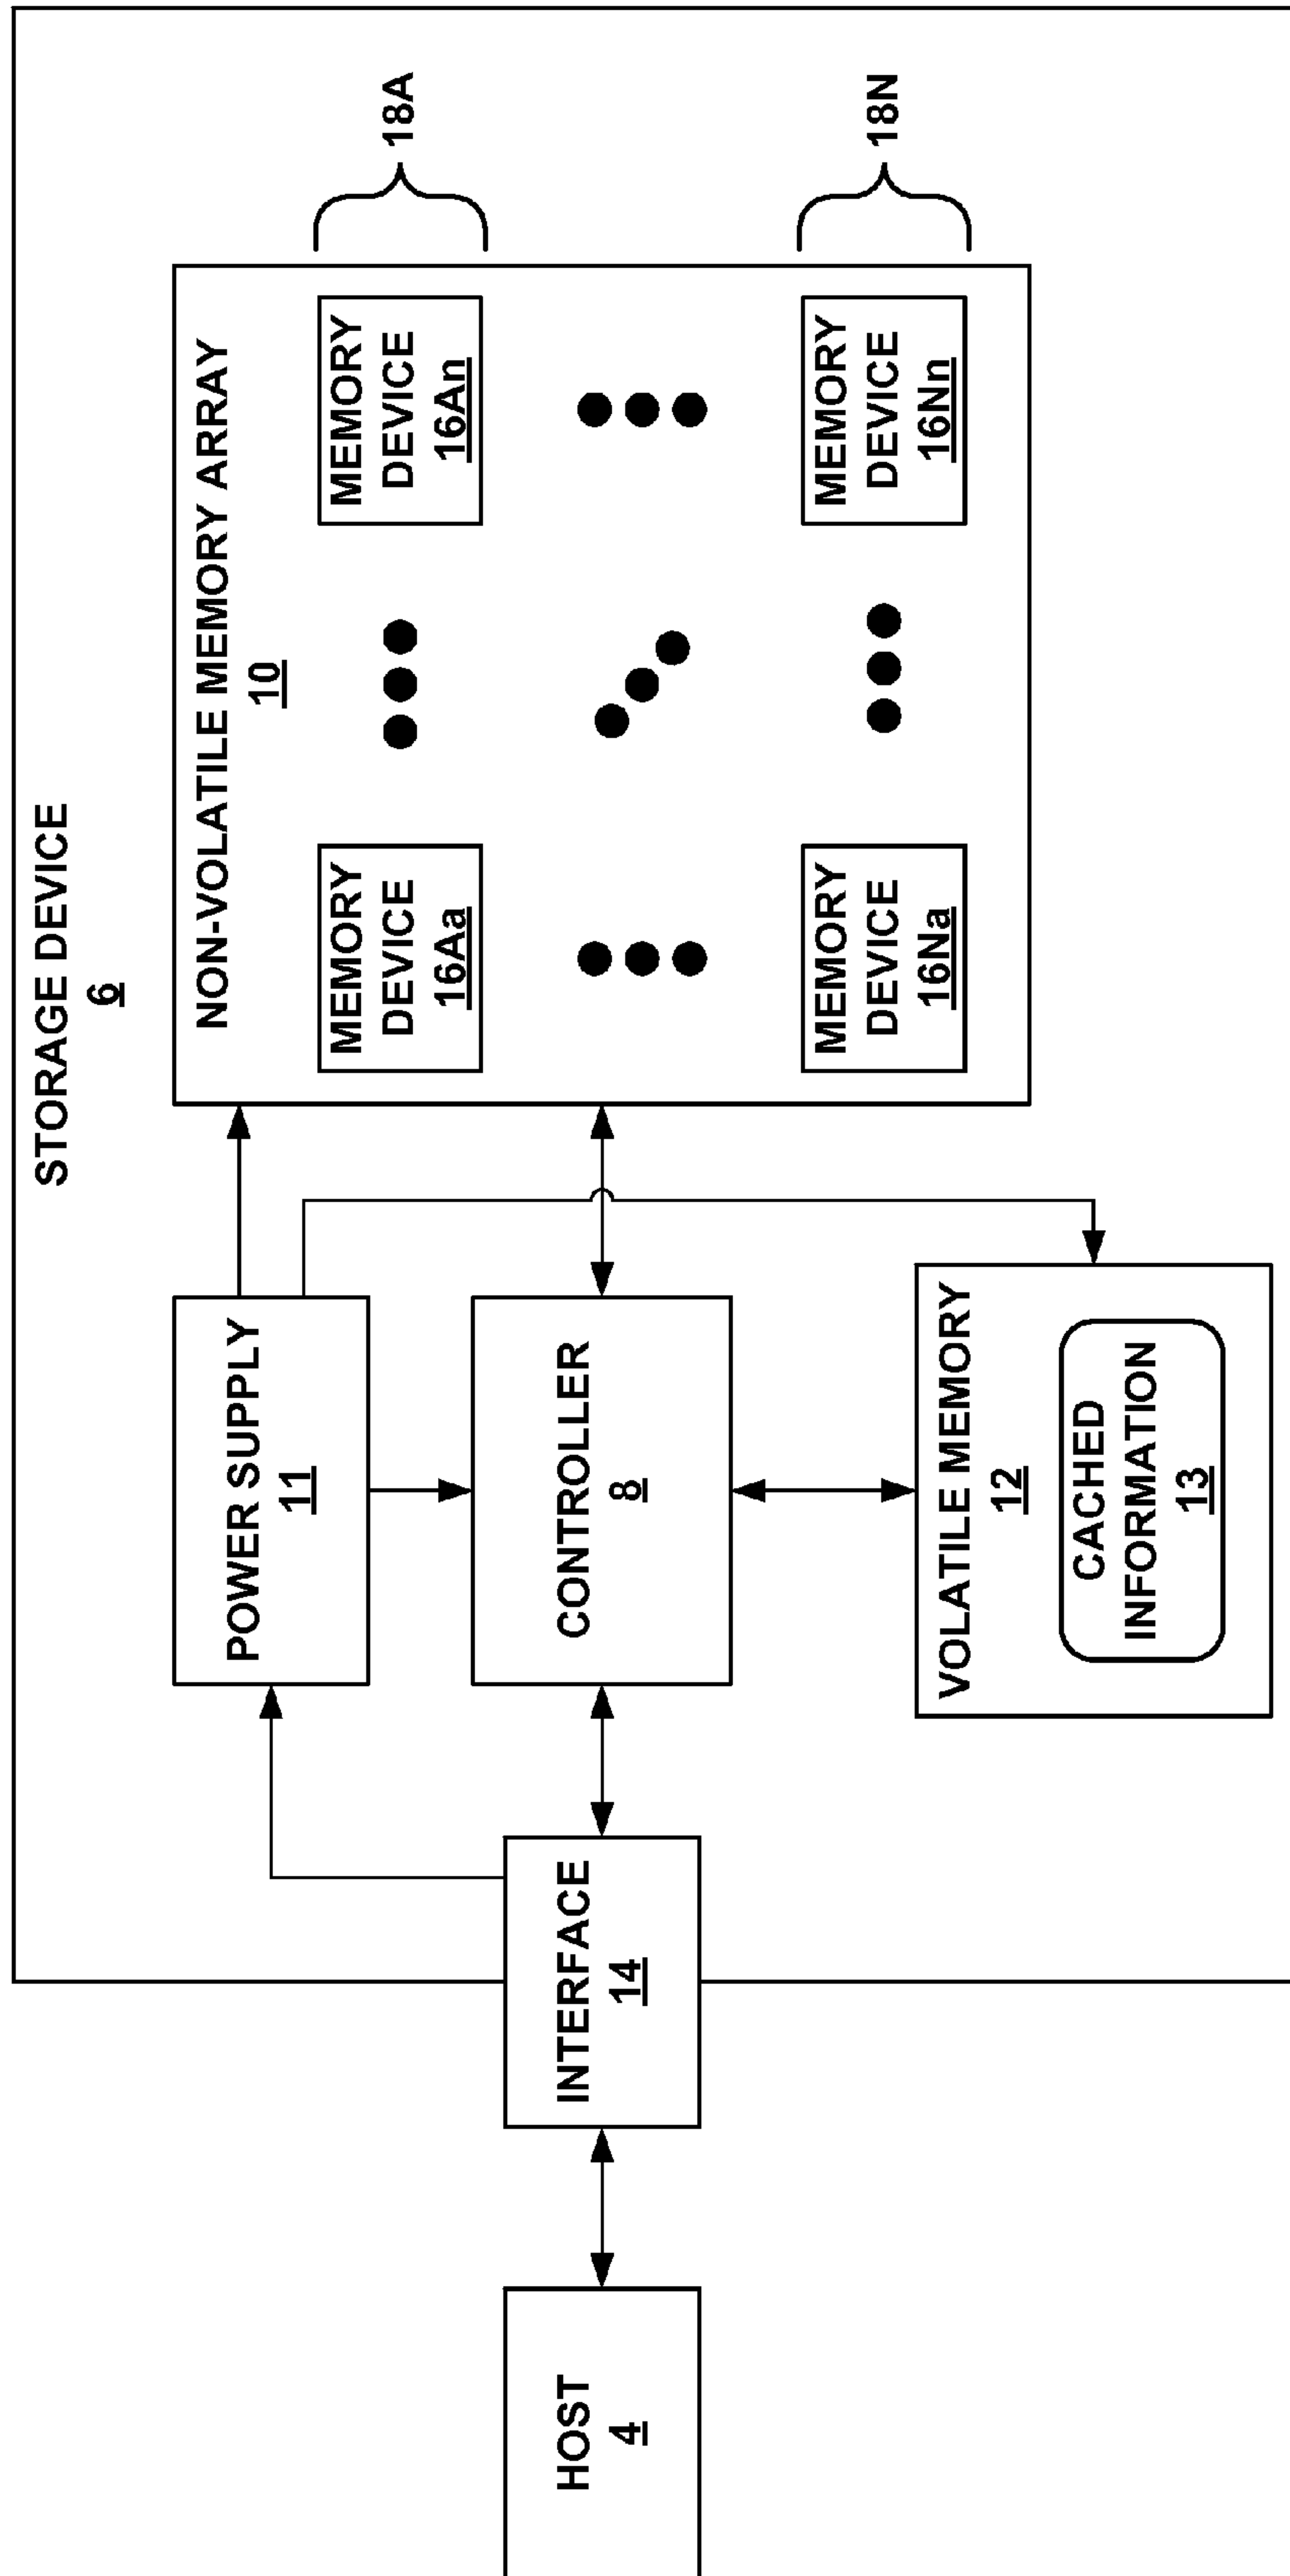 STORAGE DEVICE
6
HOST
4
INTERFACE
14
POWER SUPPLY
11
CONTROLLER
8
VOLATILE MEMORY
12
CACHED
INFORMATION
13
NON-VOLATILE MEMORY ARRAY
10
MEMORY
DEVICE
16Aa
MEMORY
DEVICE
16An
18A
MEMORY
DEVICE
16Na
MEMORY
DEVICE
16Nn
18N